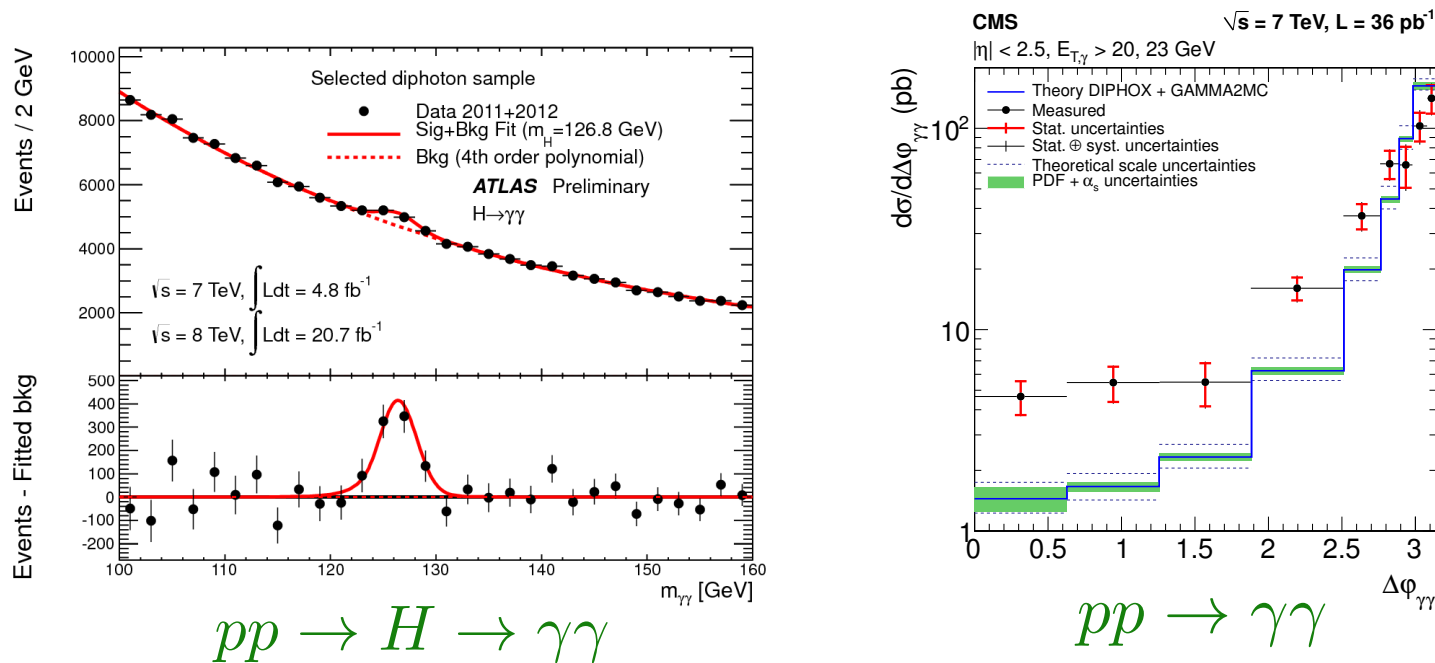 Events / 2 GeV
10000
8000
6000
4000
2000
Selected diphoton sample
Data 2011+2012
Sig+Bkg Fit (m_H=126.8 GeV)
Bkg (4th order polynomial)
ATLAS Preliminary
H→γγ
√s = 7 TeV, ∫Ldt = 4.8 fb⁻¹
√s = 8 TeV, ∫Ldt = 20.7 fb⁻¹
Events - Fitted bkg
500
400
300
200
100
0
-100
-200
100 110 120 130 140 150 160
m_γγ [GeV]
pp → H → γγ
CMS √s = 7 TeV, L = 36 pb⁻¹
|η| < 2.5, E_T,γ > 20, 23 GeV
dσ/dΔφ_γγ (pb)
Theory DIPHOX + GAMMA2MC
Measured
Stat. uncertainties
Stat. ⊕ syst. uncertainties
Theoretical scale uncertainties
PDF + α_s uncertainties
10²
10
1
0 0.5 1 1.5 2 2.5 3
Δφ_γγ
pp → γγ